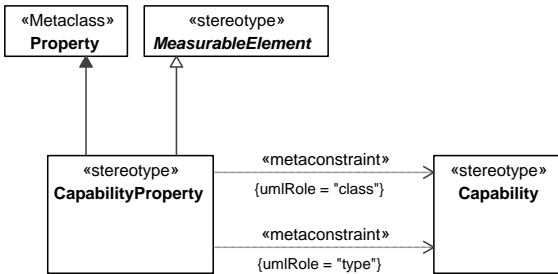 «Metaclass»
Property
«stereotype»
MeasurableElement
«stereotype»
CapabilityProperty
«metaconstraint»
{umlRole = "class"}
«metaconstraint»
{umlRole = "type"}
«stereotype»
Capability